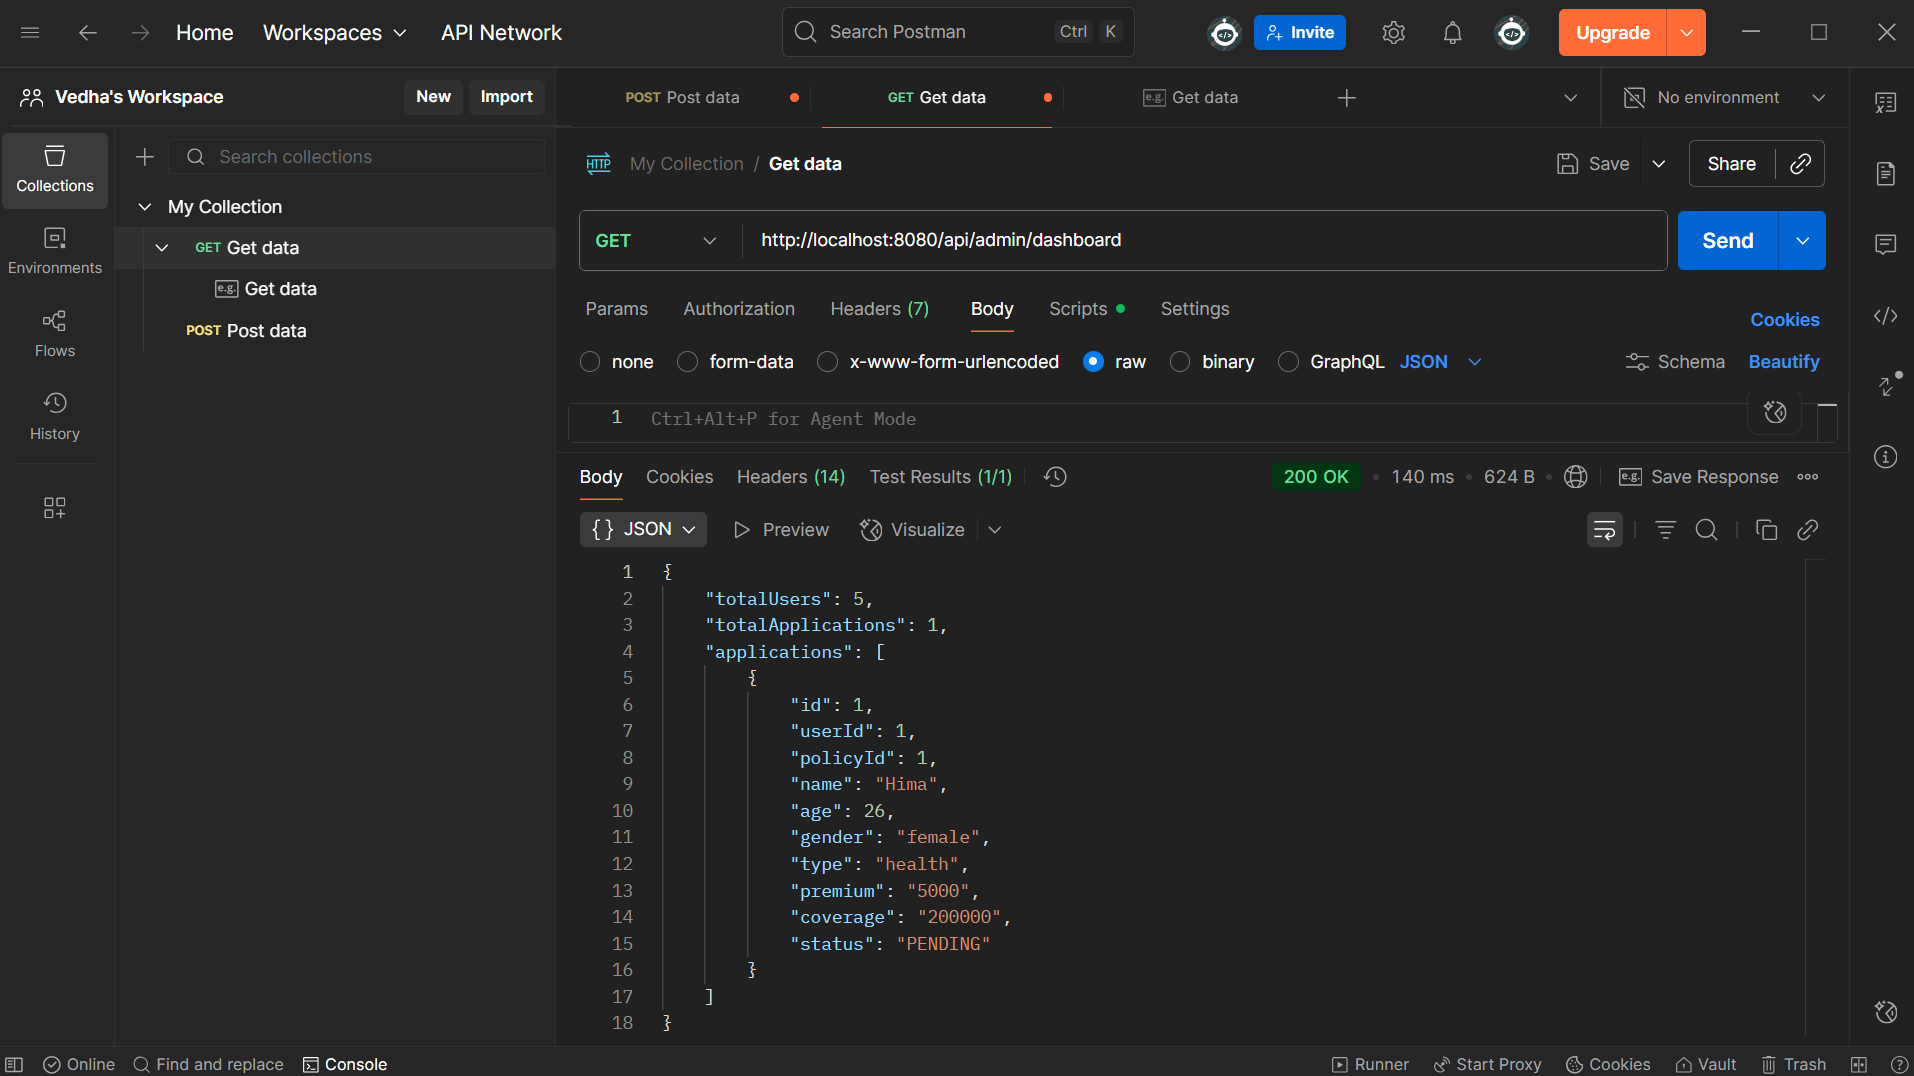 Home Workspaces API Network Search Postman Ctrl K Invite Upgrade
Vedha's Workspace New Import
POST Post data GET Get data e.g. Get data No environment
Collections
Environments
Flows
History
Search collections
My Collection
GET Get data
e.g. Get data
POST Post data
HTTP My Collection / Get data Save Share
GET http://localhost:8080/api/admin/dashboard Send
Params Authorization Headers (7) Body Scripts Settings Cookies
none form-data x-www-form-urlencoded raw binary GraphQL JSON Schema Beautify
1 Ctrl+Alt+P for Agent Mode
Body Cookies Headers (14) Test Results (1/1) 200 OK • 140 ms • 624 B • e.g. Save Response
{} JSON Preview Visualize
1 {
2 "totalUsers": 5,
3 "totalApplications": 1,
4 "applications": [
5 {
6 "id": 1,
7 "userId": 1,
8 "policyId": 1,
9 "name": "Hima",
10 "age": 26,
11 "gender": "female",
12 "type": "health",
13 "premium": "5000",
14 "coverage": "200000",
15 "status": "PENDING"
16 }
17 ]
18 }
Online Find and replace Console Runner Start Proxy Cookies Vault Trash